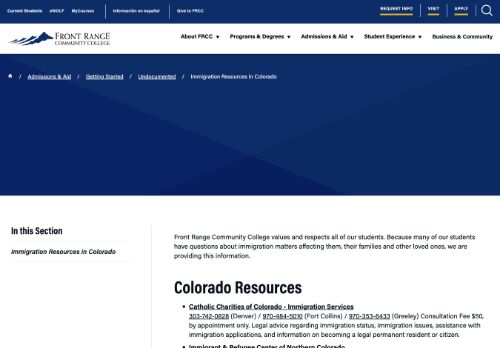 Current Students eWOLF MyCourses Información en español Give to FRCC REQUEST INFO VISIT APPLY
FRONT RANGE
COMMUNITY COLLEGE
About FRCC ▼ Programs & Degrees ▼ Admissions & Aid ▼ Student Experience ▼ Business & Community
/ Admissions & Aid / Getting Started / Undocumented / Immigration Resources in Colorado
In this Section
Immigration Resources in Colorado
Front Range Community College values and respects all of our students. Because many of our students
have questions about immigration matters affecting them, their families and other loved ones, we are
providing this information.
Colorado Resources
• Catholic Charities of Colorado - Immigration Services
303-742-0828 (Denver) / 970-484-5010 (Fort Collins) / 970-353-6433 (Greeley) Consultation Fee $50,
by appointment only. Legal advice regarding immigration status, immigration issues, assistance with
immigration applications, and information on becoming a legal permanent resident or citizen.
• Immigrant & Refugee Center of Northern Colorado